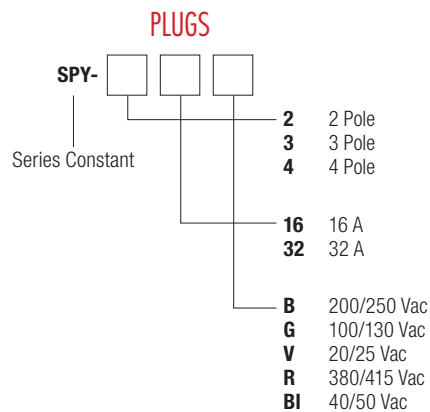 PLUGS
SPY-
Series Constant
2 2 Pole
3 3 Pole
4 4 Pole
16 16 A
32 32 A
B 200/250 Vac
G 100/130 Vac
V 20/25 Vac
R 380/415 Vac
BI 40/50 Vac